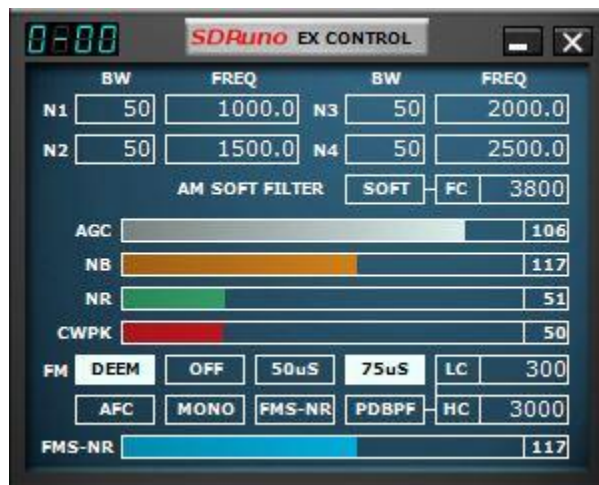 0-00 SDRuno EX CONTROL
BW FREQ BW FREQ
N1 50 1000.0 N3 50 2000.0
N2 50 1500.0 N4 50 2500.0
AM SOFT FILTER SOFT FC 3800
AGC 106
NB 117
NR 51
CWPK 50
FM DEEM OFF 50uS 75uS LC 300
AFC MONO FMS-NR PDBPF HC 3000
FMS-NR 117